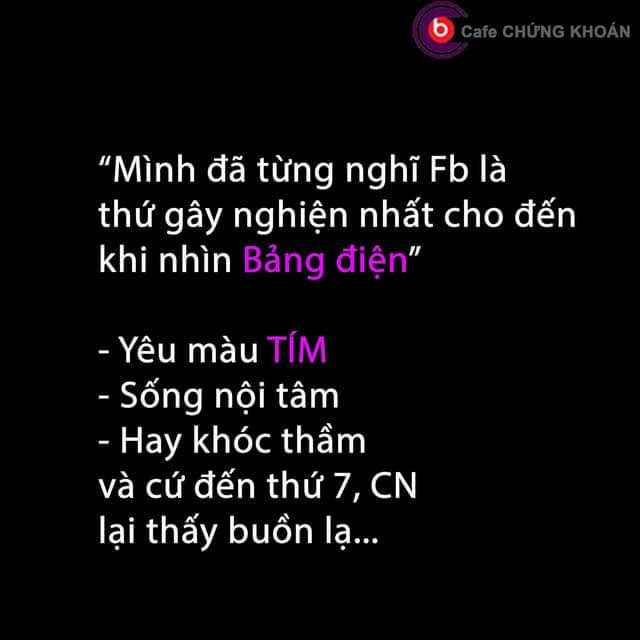 Cafe CHỨNG KHOÁN
“Mình đã từng nghĩ Fb là
thứ gây nghiện nhất cho đến
khi nhìn Bảng điện”
- Yêu màu TÍM
- Sống nội tâm
- Hay khóc thầm
và cứ đến thứ 7, CN
lại thấy buồn lạ...